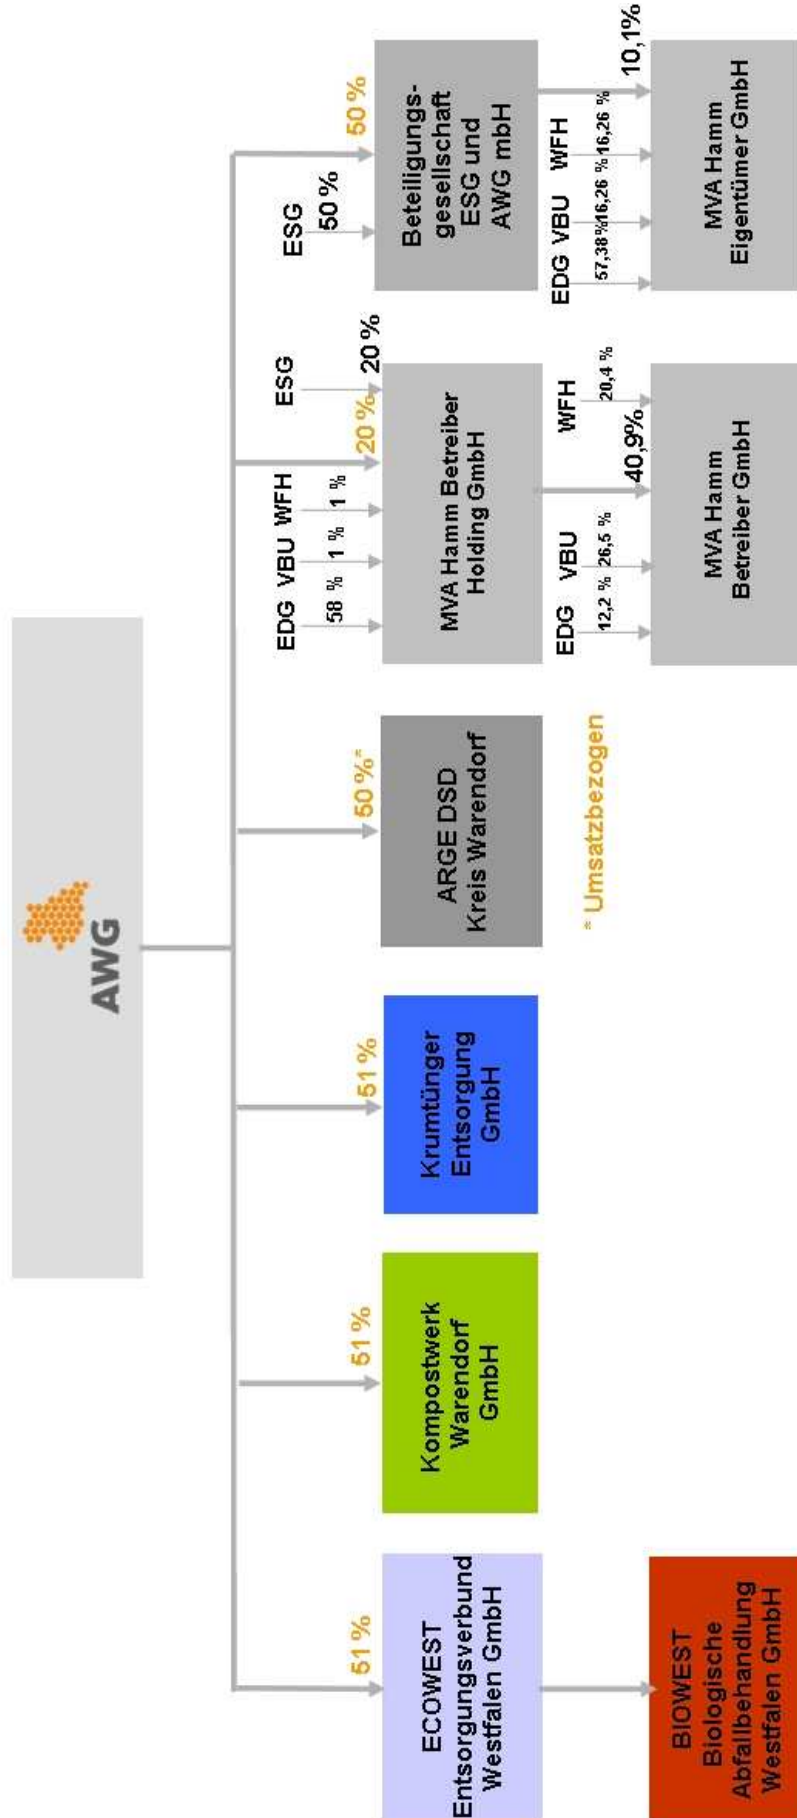 AWG
51 %
51 %
51 %
50 %*
20 %
50 %
EDG VBU WFH
58 % 1 % 1 %
ESG
20 %
ESG
50 %
ECOWEST
Entsorgungsverbund
Westfalen GmbH
Kompostwerk
Warendorf
GmbH
Krumtünger
Entsorgung
GmbH
ARGE DSD
Kreis Warendorf
MVA Hamm Betreiber
Holding GmbH
Beteiligungs-
gesellschaft
ESG und
AWG mbH
* Umsatzbezogen
EDG VBU
12,2 % 26,5 %
40,9%
WFH
20,4 %
EDG VBU WFH
57,38%16,26 %16,26 %
10,1%
BIOWEST
Biologische
Abfallbehandlung
Westfalen GmbH
MVA Hamm
Betreiber GmbH
MVA Hamm
Eigentümer GmbH